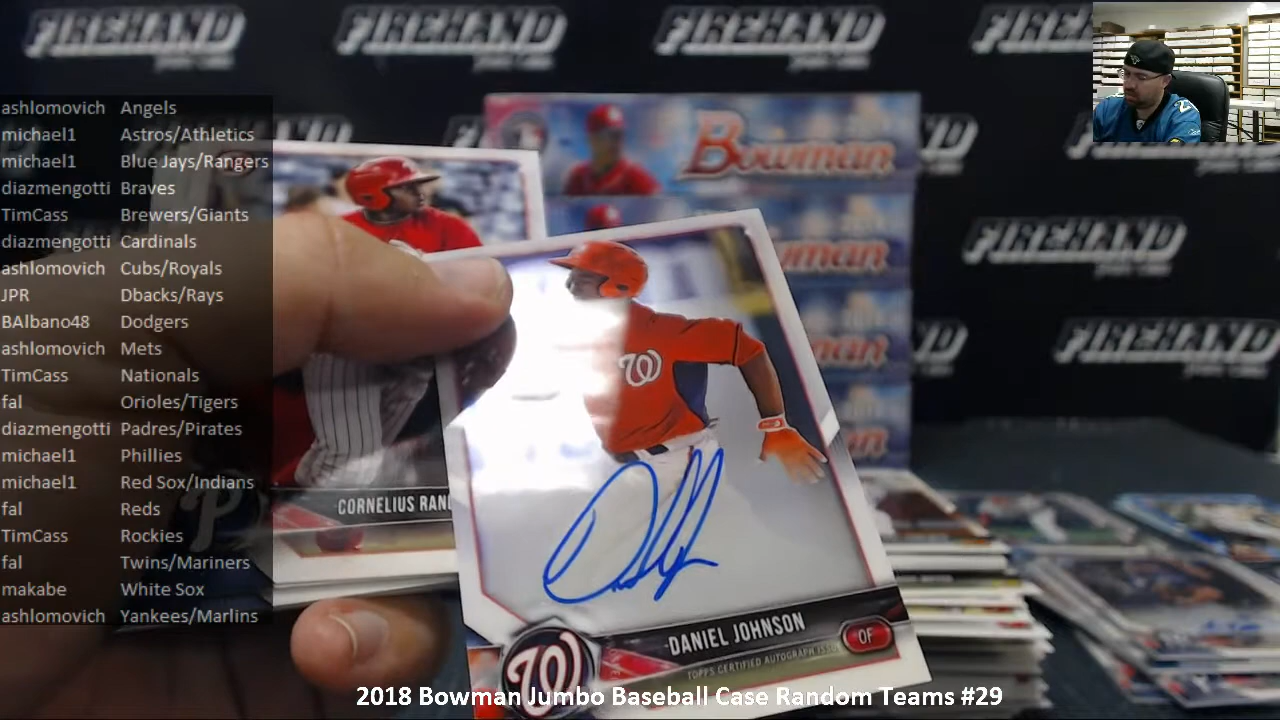 FIREHAND FIREHAND FIREHAND FIREHAND
ashlomovich Angels
michael1 Astros/Athletics
michael1 Blue Jays/Rangers
diazmengotti Braves
TimCass Brewers/Giants
diazmengotti Cardinals
ashlomovich Cubs/Royals
JPR Dbacks/Rays
BAlbano48 Dodgers
ashlomovich Mets
TimCass Nationals
fal Orioles/Tigers
diazmengotti Padres/Pirates
michael1 Phillies
michael1 Red Sox/Indians
fal Reds
TimCass Rockies
fal Twins/Mariners
makabe White Sox
ashlomovich Yankees/Marlins
Bowman
FIREHAND
FIREHAND
W
P
CORNELIUS RAN
DANIEL JOHNSON
TOPPS CERTIFIED AUTOGRAPH
OF
W
2018 Bowman Jumbo Baseball Case Random Teams #29